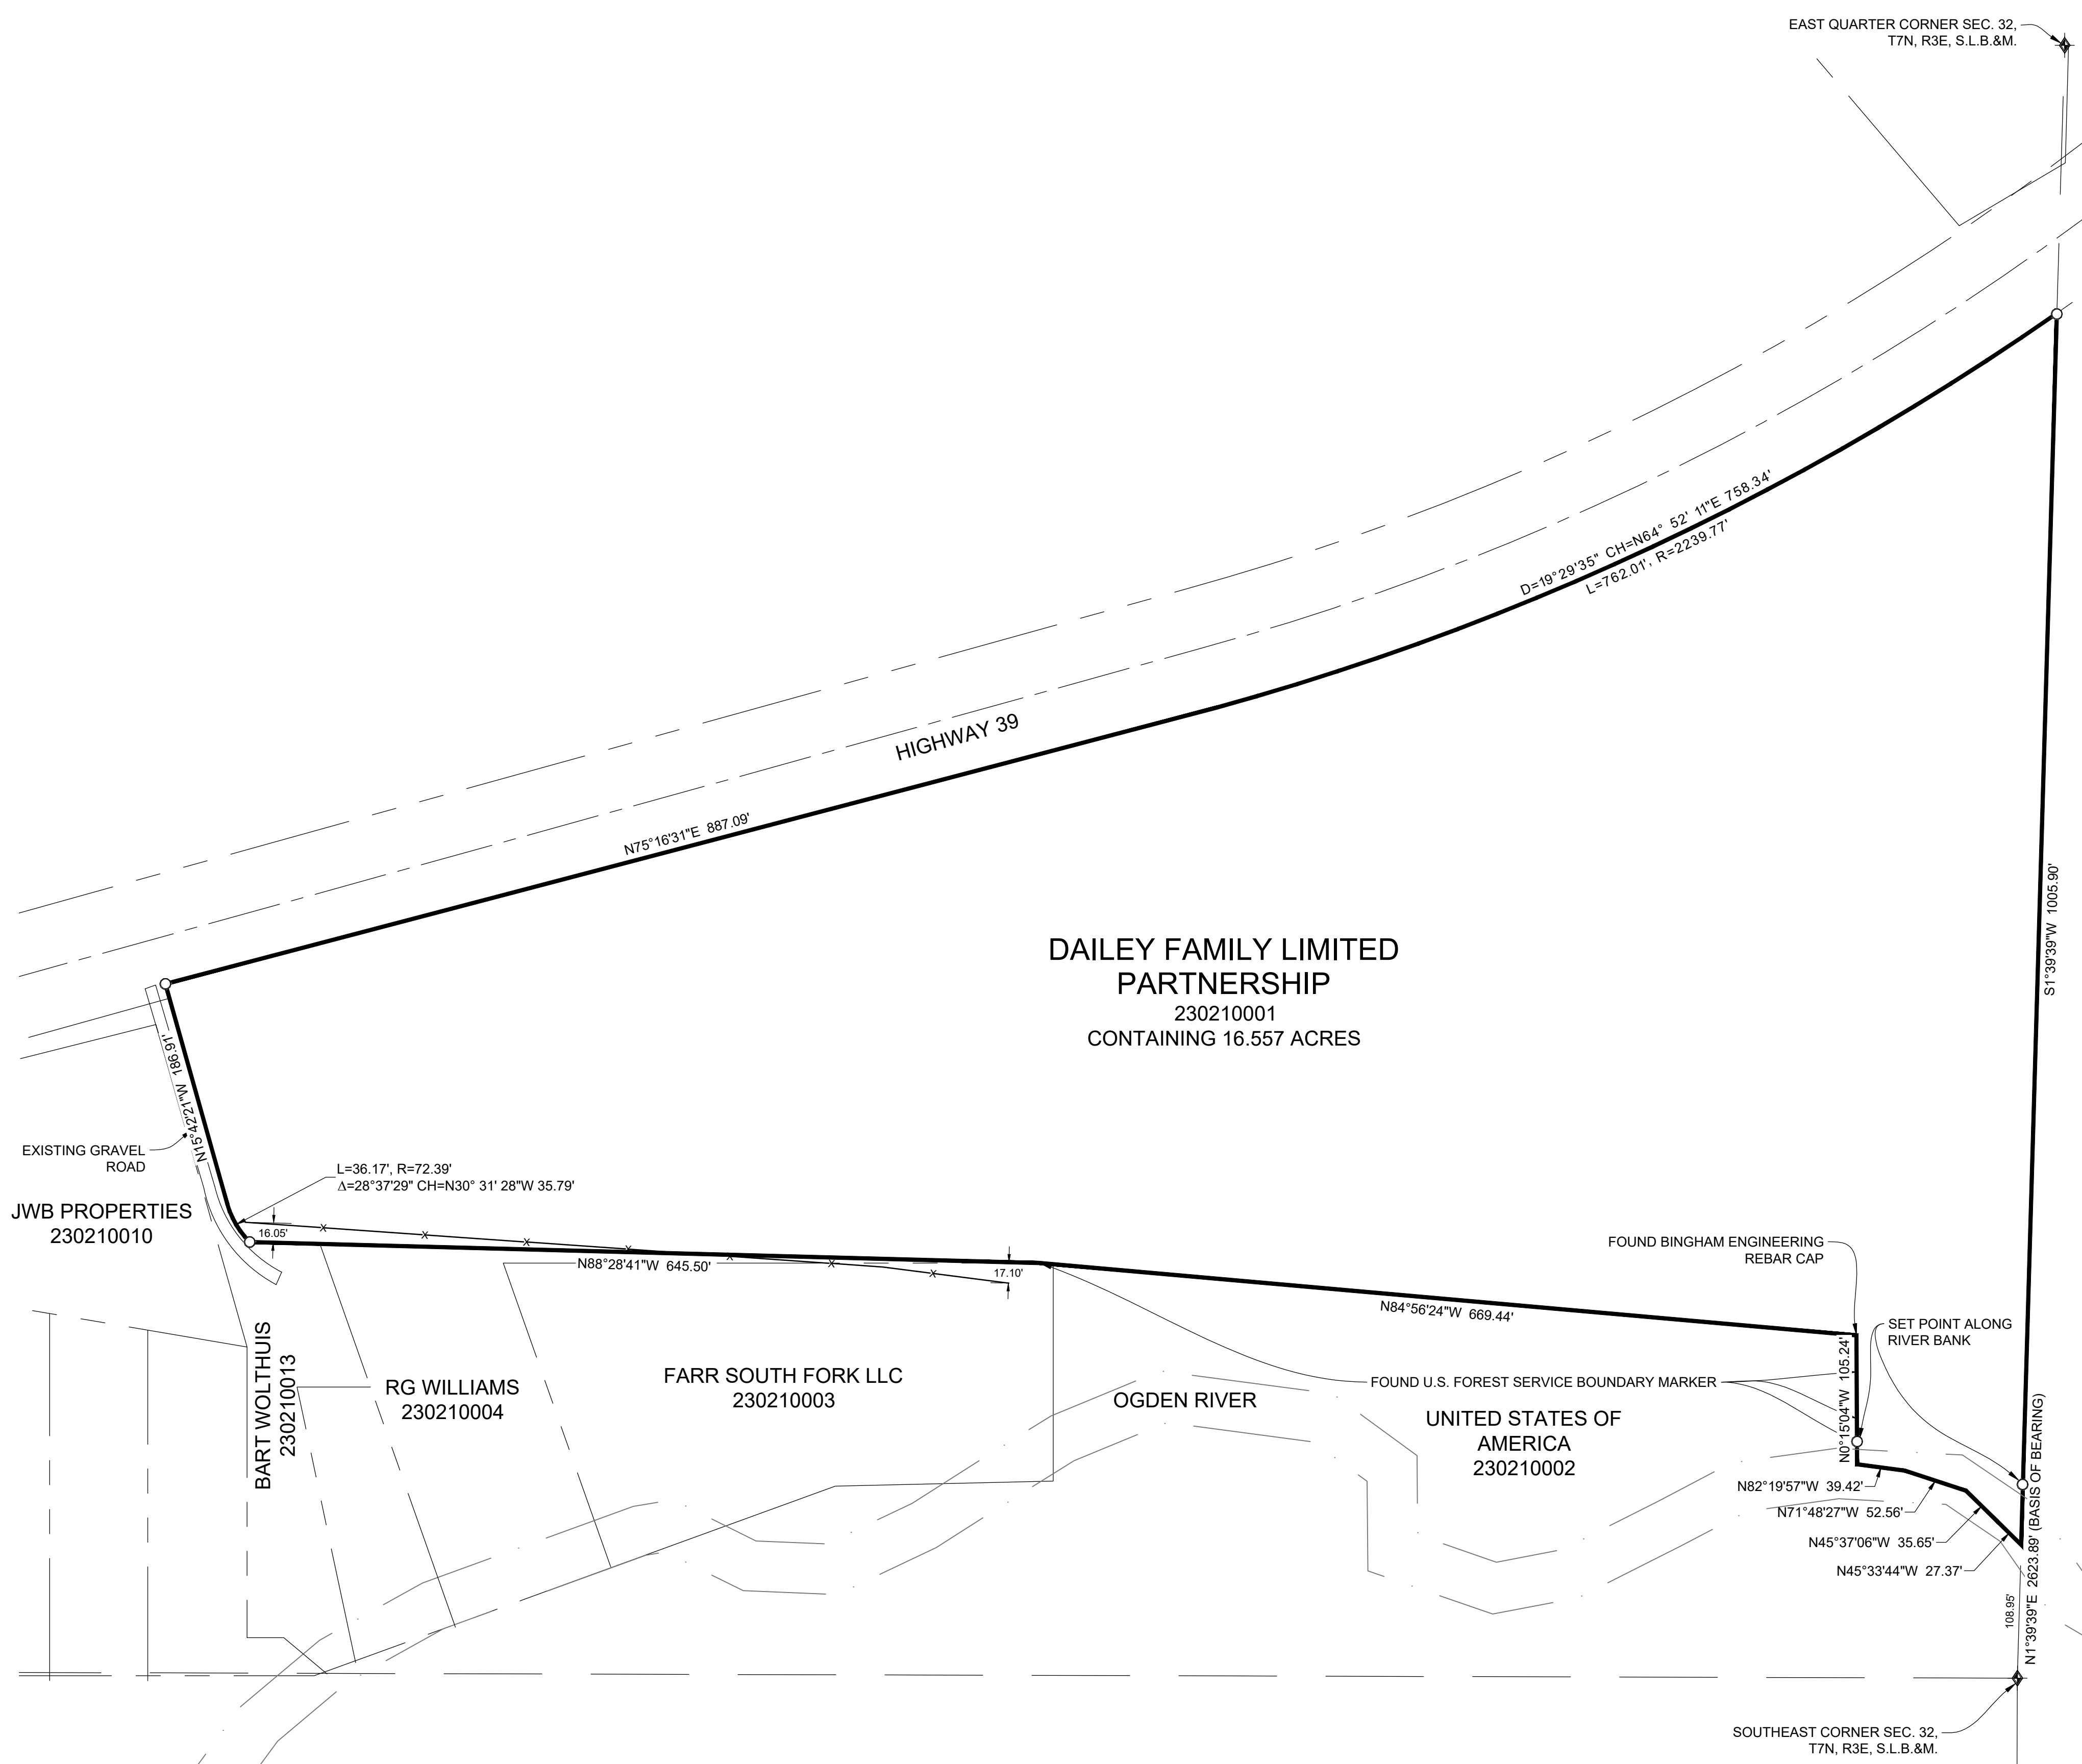 EAST QUARTER CORNER SEC. 32,
T7N, R3E, S.L.B.&M.
D=19°29'35" CH=N64° 52' 11"E 758.34'
L=762.01', R=2239.77'
HIGHWAY 39
N75°16'31"E 887.09'
S1°39'39"W 1005.90'
DAILEY FAMILY LIMITED
PARTNERSHIP
230210001
CONTAINING 16.557 ACRES
N15°42'21"W 186.91'
EXISTING GRAVEL
ROAD
L=36.17', R=72.39'
Δ=28°37'29" CH=N30° 31' 28"W 35.79'
JWB PROPERTIES
230210010
16.05'
X
X
X
X
X
X
X
N88°28'41"W 645.50'
17.10'
FOUND BINGHAM ENGINEERING
REBAR CAP
N84°56'24"W 669.44'
SET POINT ALONG
RIVER BANK
BART WOLTHUIS
230210013
RG WILLIAMS
230210004
FARR SOUTH FORK LLC
230210003
OGDEN RIVER
FOUND U.S. FOREST SERVICE BOUNDARY MARKER
UNITED STATES OF
AMERICA
230210002
N0°15'04"W 105.24'
N82°19'57"W 39.42'
N71°48'27"W 52.56'
N45°37'06"W 35.65'
N45°33'44"W 27.37'
108.95'
N1°39'39"E 2623.89' (BASIS OF BEARING)
SOUTHEAST CORNER SEC. 32,
T7N, R3E, S.L.B.&M.